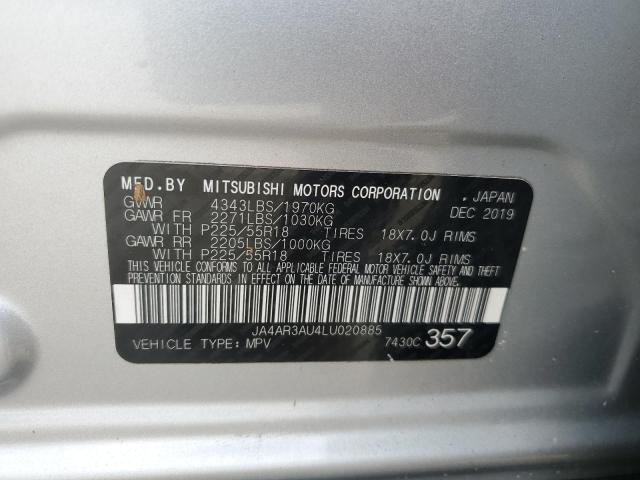 MFD.BY MITSUBISHI MOTORS CORPORATION . JAPAN
GVWR 4343LBS/1970KG DEC 2019
GAWR FR 2271LBS/1030KG
WITH P225/55R18 TIRES 18X7.0J RIMS
GAWR RR 2205LBS/1000KG
WITH P225/55R18 TIRES 18X7.0J RIMS
THIS VEHICLE CONFORMS TO ALL APPLICABLE FEDERAL MOTOR VEHICLE SAFETY AND THEFT
PREVENTION STANDARDS IN EFFECT ON THE DATE OF MANUFACTURE SHOWN ABOVE.
JA4AR3AU4LU020885
VEHICLE TYPE:MPV 7430C 357